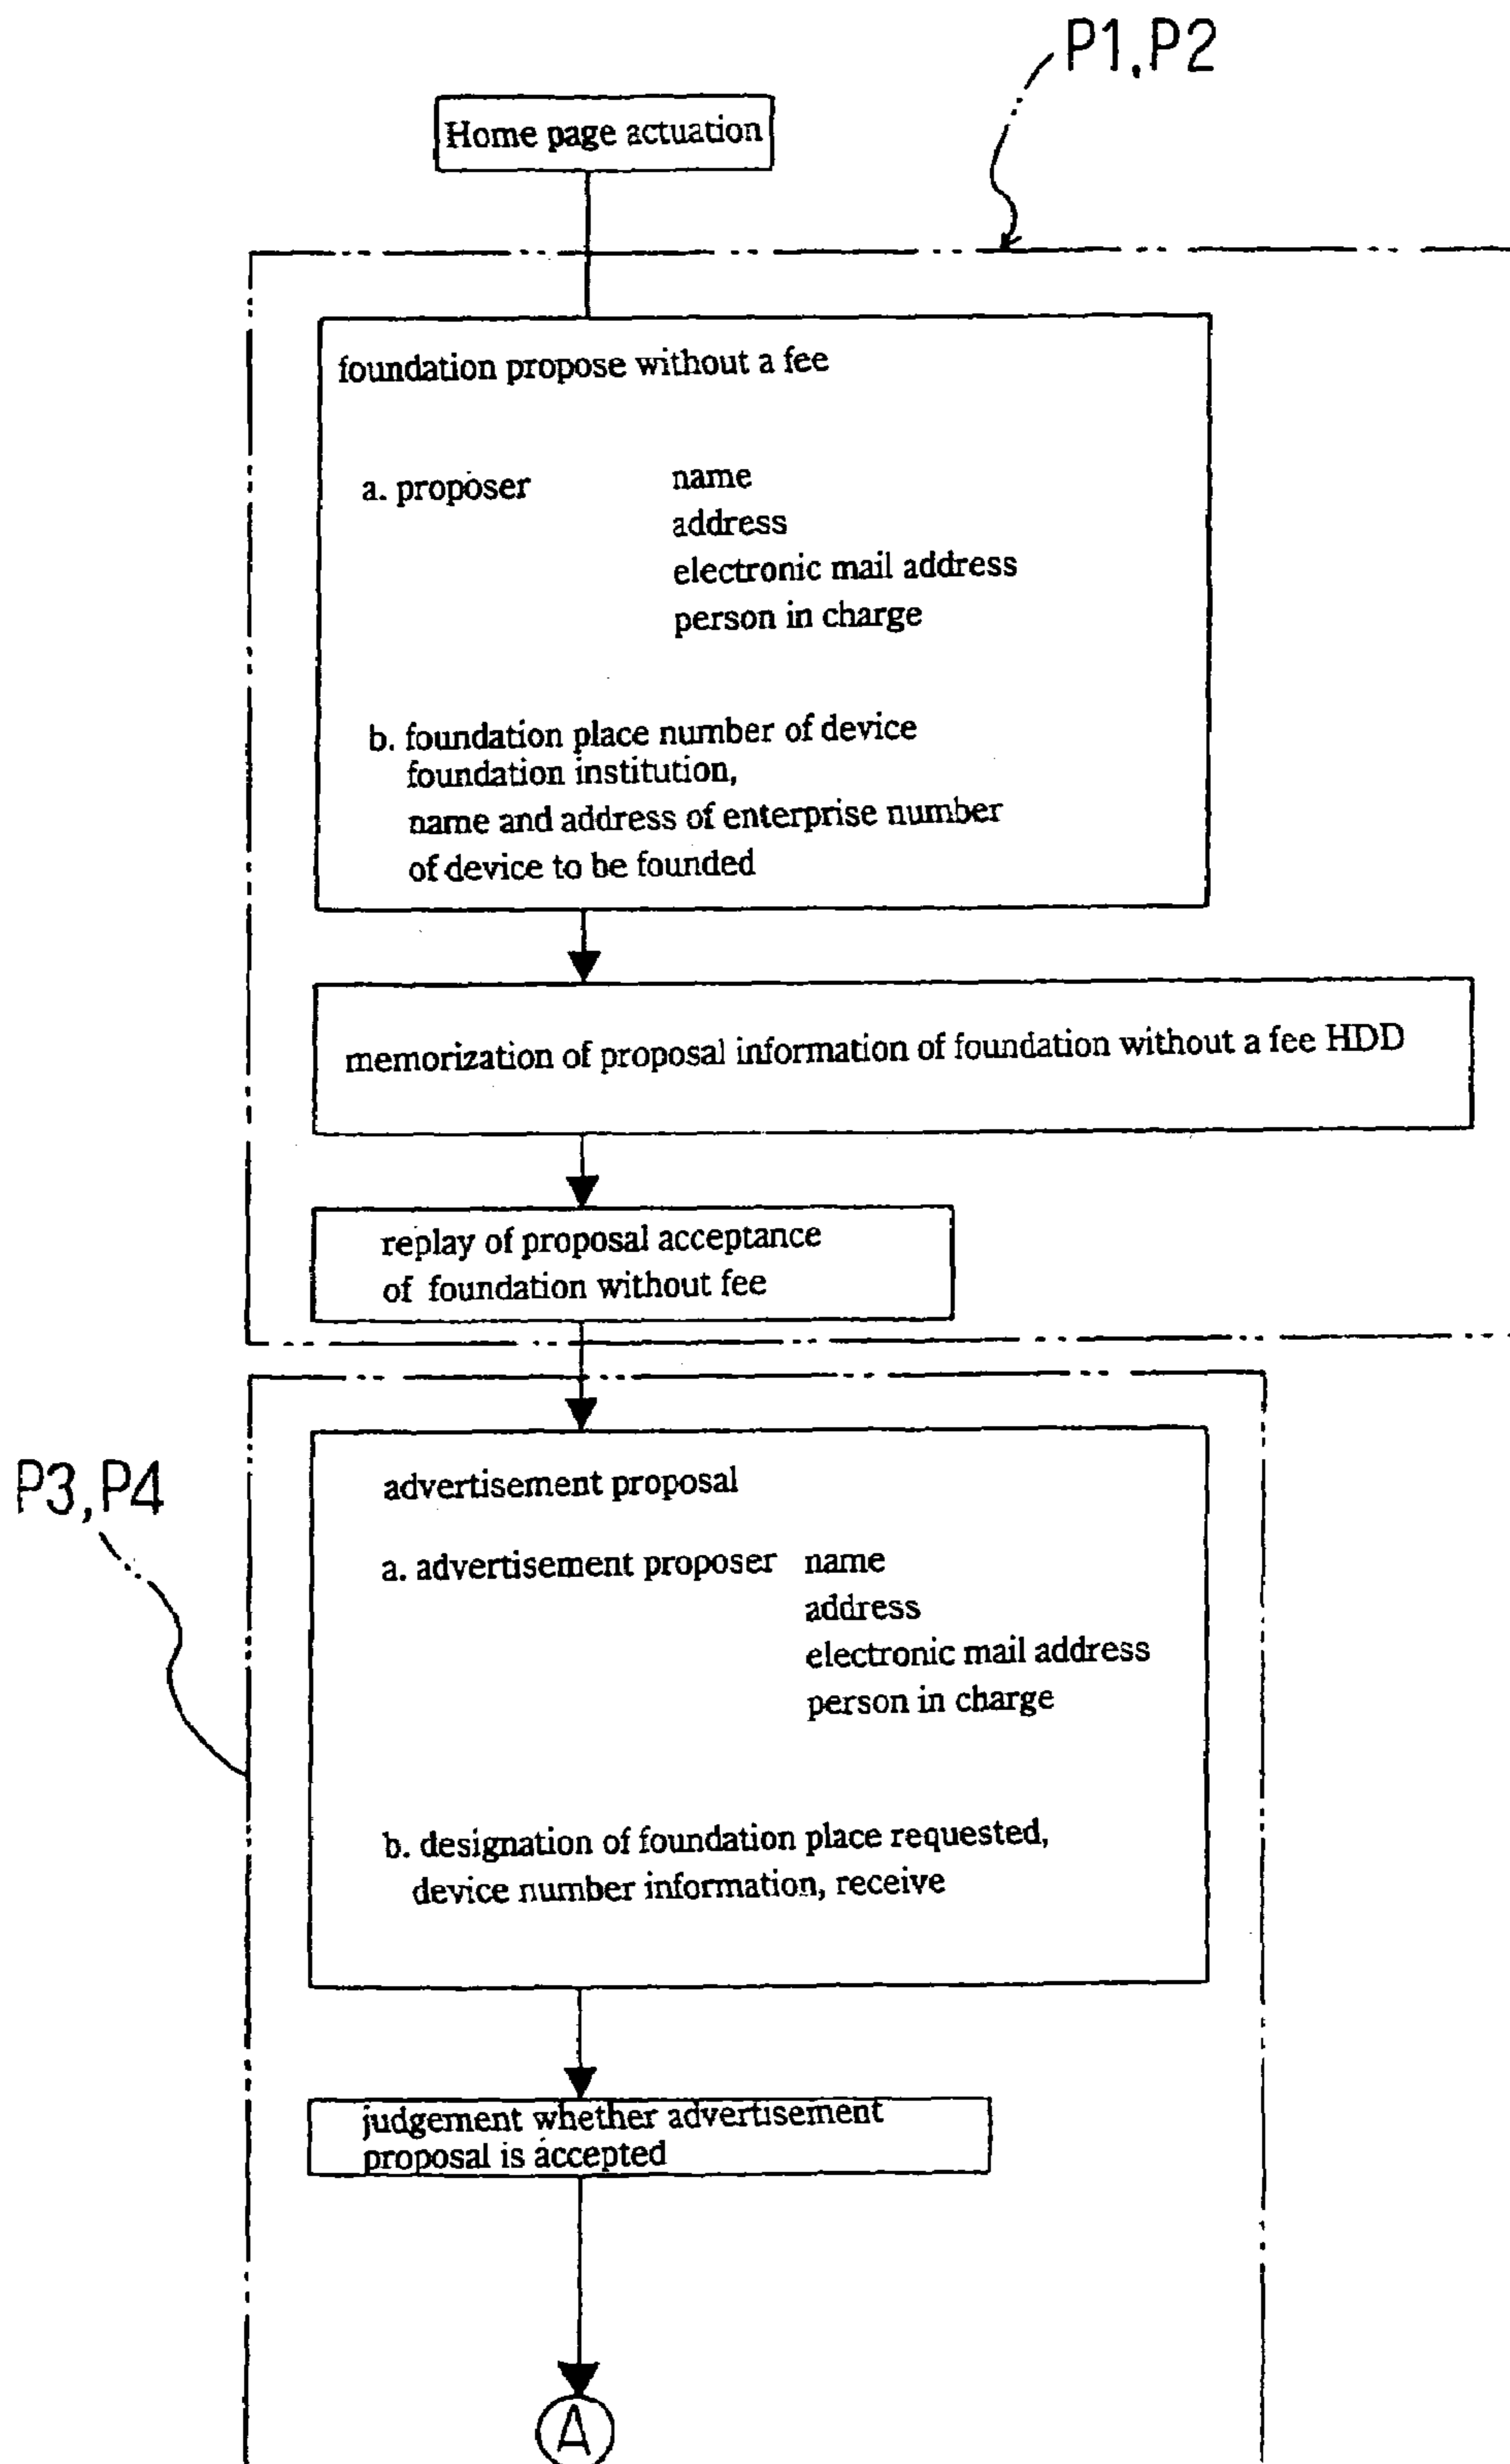 P1,P2
Home page actuation
foundation propose without a fee
a. proposer name
address
electronic mail address
person in charge
b. foundation place number of device
foundation institution,
name and address of enterprise number
of device to be founded
memorization of proposal information of foundation without a fee HDD
replay of proposal acceptance
of foundation without fee
P3,P4
advertisement proposal
a. advertisement proposer name
address
electronic mail address
person in charge
b. designation of foundation place requested,
device number information, receive
judgement whether advertisement
proposal is accepted
A